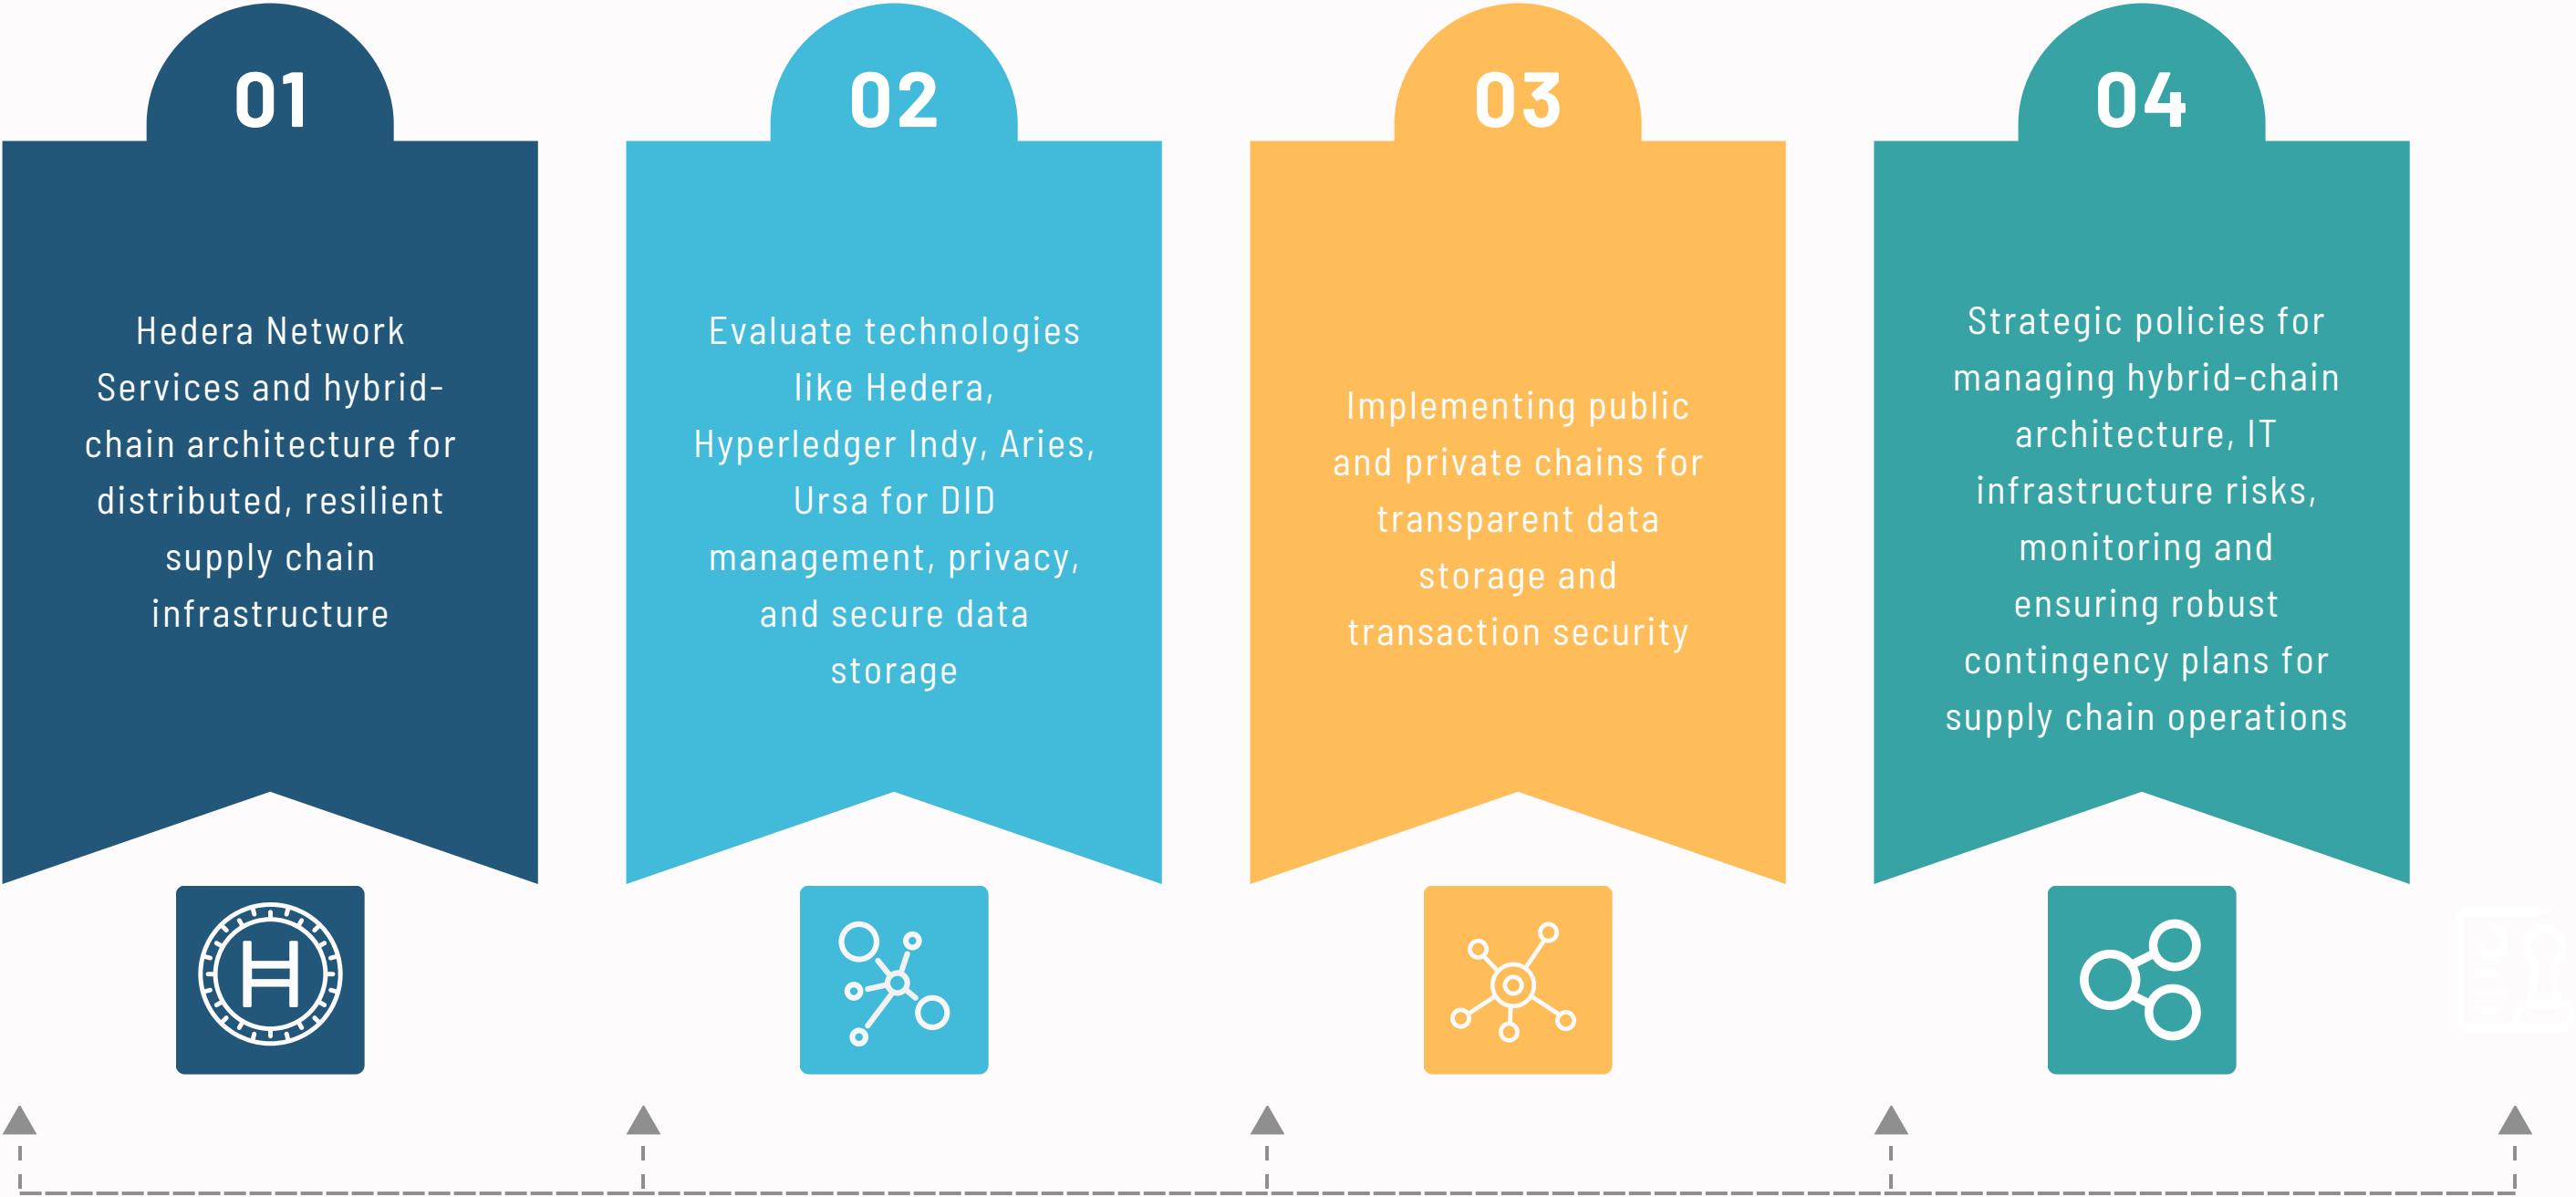 01
Hedera Network
Services and hybrid-
chain architecture for
distributed, resilient
supply chain
infrastructure
02
Evaluate technologies
like Hedera,
Hyperledger Indy, Aries,
Ursa for DID
management, privacy,
and secure data
storage
03
Implementing public
and private chains for
transparent data
storage and
transaction security
04
Strategic policies for
managing hybrid-chain
architecture, IT
infrastructure risks,
monitoring and
ensuring robust
contingency plans for
supply chain operations
H